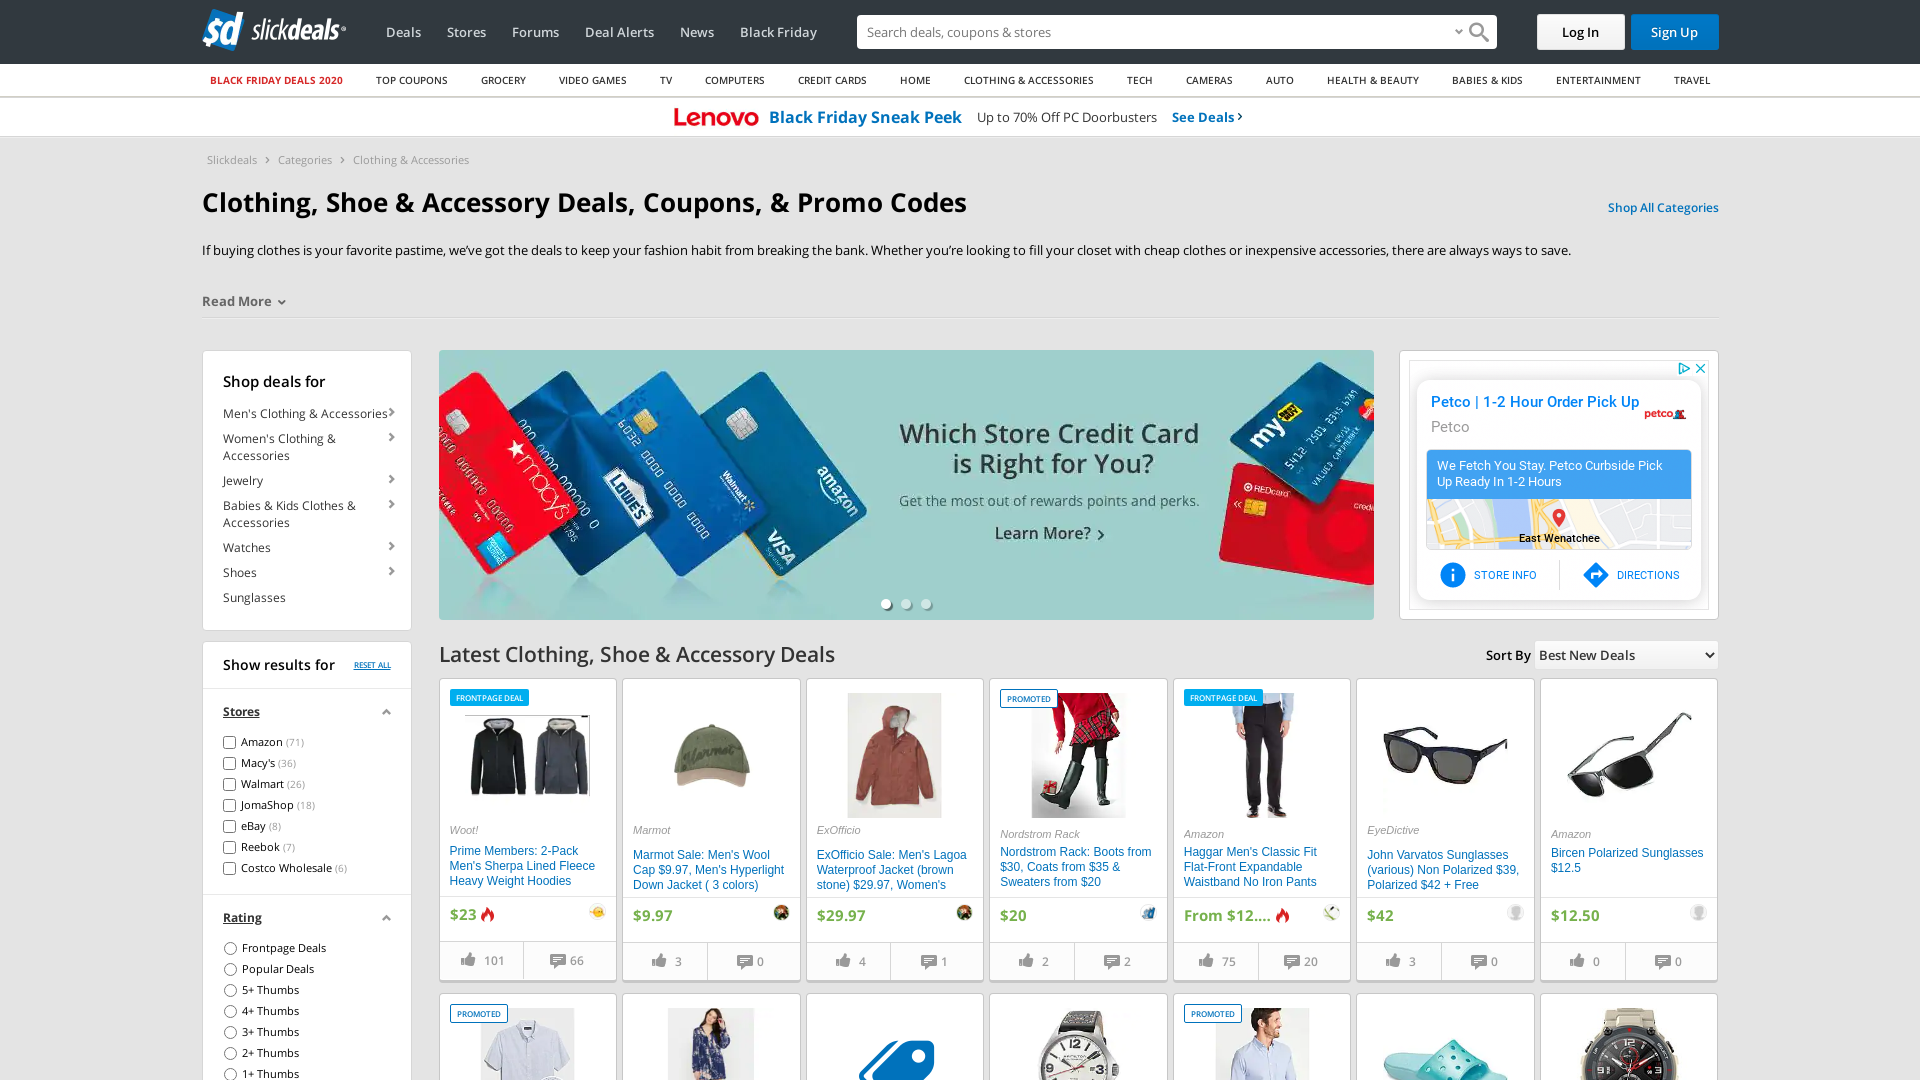 slickdeals
Deals
Stores
Forums
Deal Alerts
News
Black Friday
Search deals, coupons & stores
Log In
Sign Up
BLACK FRIDAY DEALS 2020
TOP COUPONS
GROCERY
VIDEO GAMES
TV
COMPUTERS
CREDIT CARDS
HOME
CLOTHING & ACCESSORIES
TECH
CAMERAS
AUTO
HEALTH & BEAUTY
BABIES & KIDS
ENTERTAINMENT
TRAVEL
Lenovo Black Friday Sneak Peek Up to 70% Off PC Doorbusters See Deals
Slickdeals > Categories > Clothing & Accessories
Clothing, Shoe & Accessory Deals, Coupons, & Promo Codes
Shop All Categories
If buying clothes is your favorite pastime, we’ve got the deals to keep your fashion habit from breaking the bank. Whether you’re looking to fill your closet with cheap clothes or inexpensive accessories, there are always ways to save.
Read More
Shop deals for
Men's Clothing & Accessories
Women's Clothing &
Accessories
Jewelry
Babies & Kids Clothes &
Accessories
Watches
Shoes
Sunglasses
macy's
LOWE'S
Walmart
amazon
VISA
Which Store Credit Card
is Right for You?
Get the most out of rewards points and perks.
Learn More?
my BEST BUY
REDcard
Petco | 1-2 Hour Order Pick Up
Petco
petco
We Fetch You Stay. Petco Curbside Pick
Up Ready In 1-2 Hours
East Wenatchee
STORE INFO
DIRECTIONS
Show results for
RESET ALL
Stores
Amazon (71)
Macy's (36)
Walmart (26)
JomaShop (18)
eBay (8)
Reebok (7)
Costco Wholesale (6)
Rating
Frontpage Deals
Popular Deals
5+ Thumbs
4+ Thumbs
3+ Thumbs
2+ Thumbs
1+ Thumbs
Latest Clothing, Shoe & Accessory Deals
Sort By Best New Deals
FRONTPAGE DEAL
Woot!
Prime Members: 2-Pack
Men's Sherpa Lined Fleece
Heavy Weight Hoodies
$23
101
66
Marmot
Marmot Sale: Men's Wool
Cap $9.97, Men's Hyperlight
Down Jacket ( 3 colors)
$9.97
3
0
ExOfficio
ExOfficio Sale: Men's Lagoa
Waterproof Jacket (brown
stone) $29.97, Women's
$29.97
4
1
PROMOTED
Nordstrom Rack
Nordstrom Rack: Boots from
$30, Coats from $35 &
Sweaters from $20
$20
2
2
FRONTPAGE DEAL
Amazon
Haggar Men's Classic Fit
Flat-Front Expandable
Waistband No Iron Pants
From $12....
75
20
EyeDictive
John Varvatos Sunglasses
(various) Non Polarized $39,
Polarized $42 + Free
$42
3
0
Amazon
Bircen Polarized Sunglasses
$12.5
$12.50
0
0
PROMOTED
PROMOTED